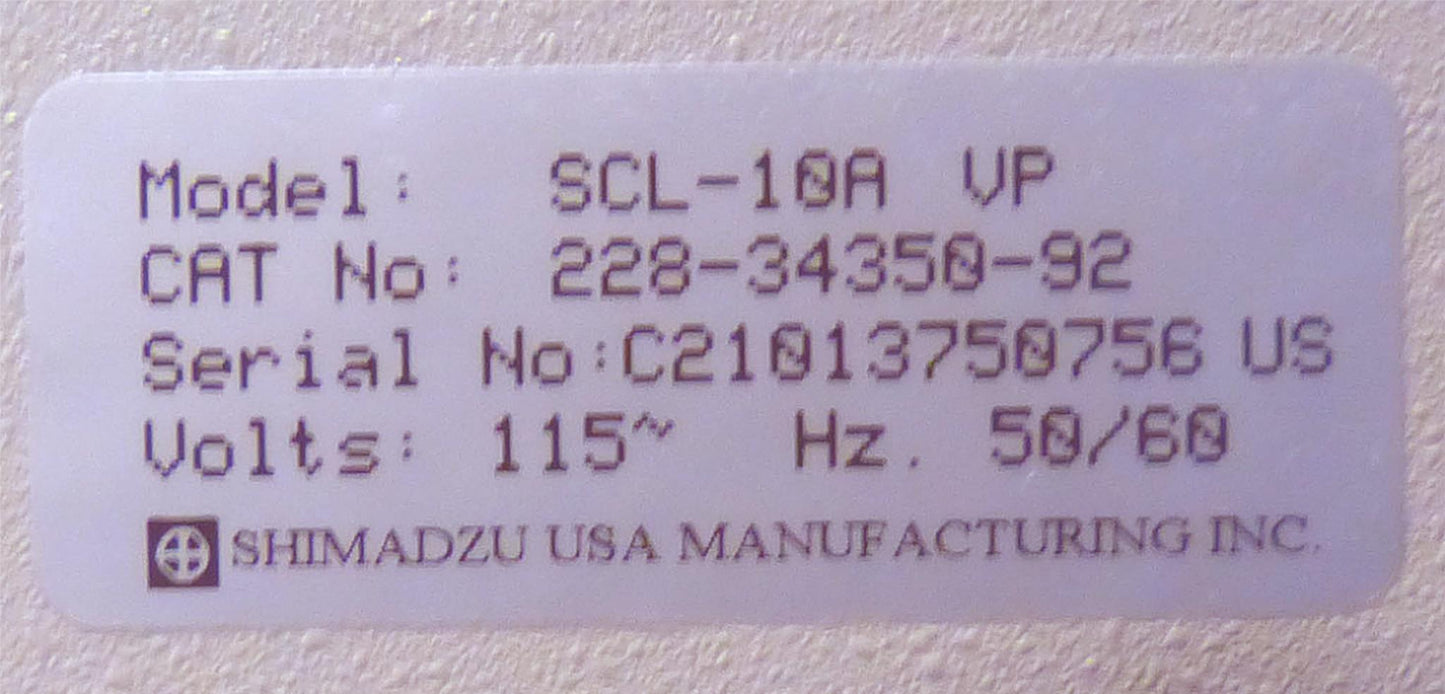 Model: SCL-10A VP
CAT No: 228-34350-92
Serial No:C21013750756 US
Volts: 115~ Hz. 50/60
SHIMADZU USA MANUFACTURING INC.